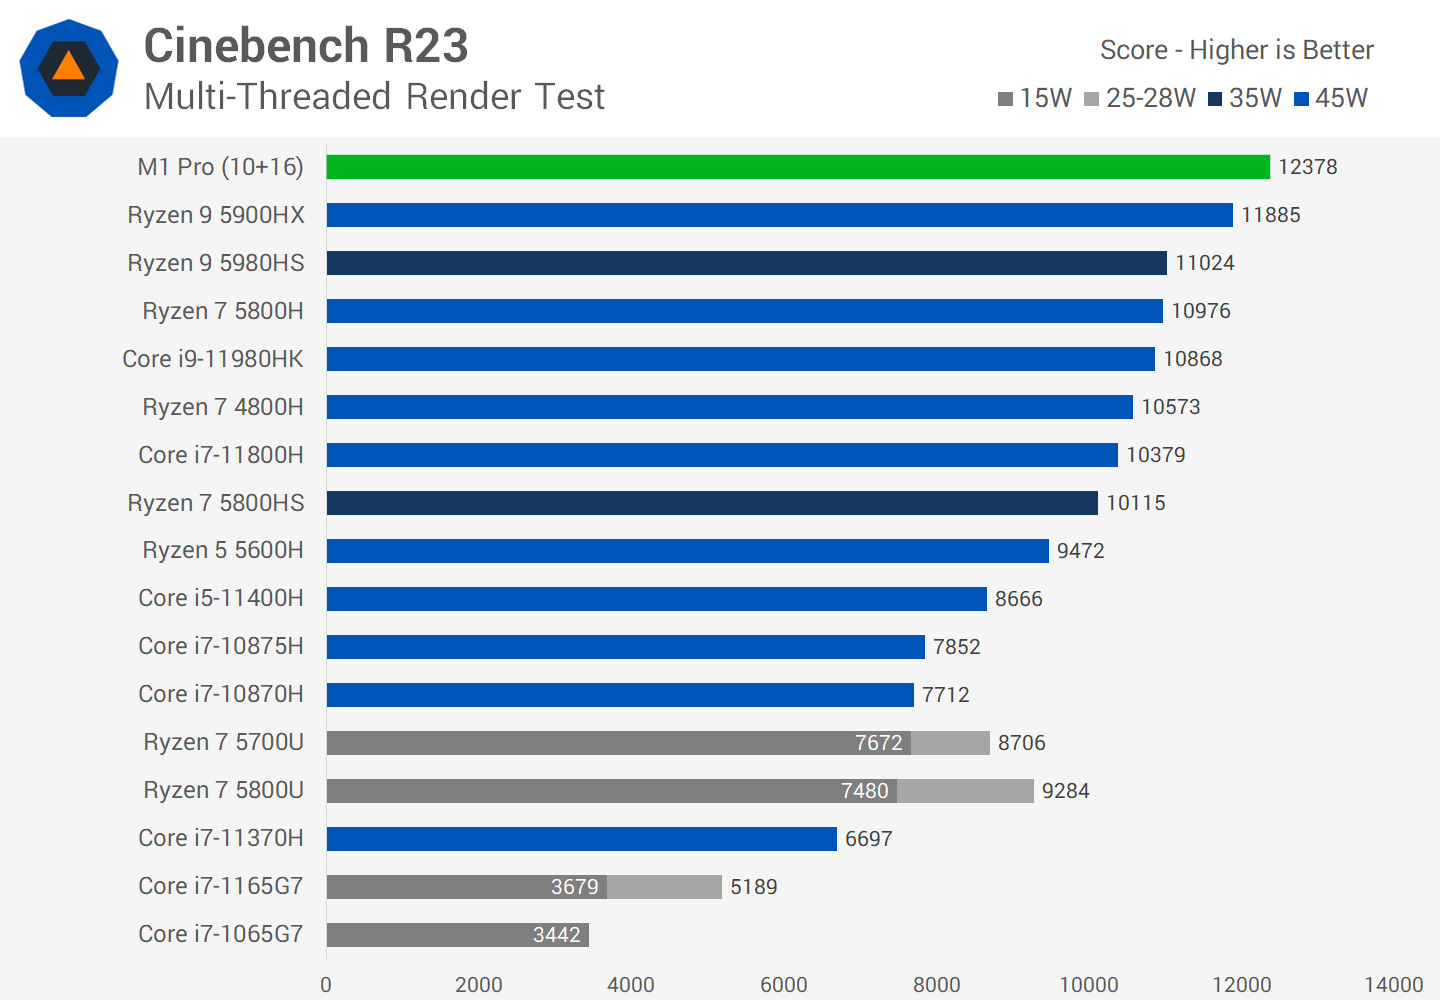 Cinebench R23
Multi-Threaded Render Test
Score - Higher is Better
15W 25-28W 35W 45W
M1 Pro (10+16) 12378
Ryzen 9 5900HX 11885
Ryzen 9 5980HS 11024
Ryzen 7 5800H 10976
Core i9-11980HK 10868
Ryzen 7 4800H 10573
Core i7-11800H 10379
Ryzen 7 5800HS 10115
Ryzen 5 5600H 9472
Core i5-11400H 8666
Core i7-10875H 7852
Core i7-10870H 7712
Ryzen 7 5700U 7672 8706
Ryzen 7 5800U 7480 9284
Core i7-11370H 6697
Core i7-1165G7 3679 5189
Core i7-1065G7 3442
0 2000 4000 6000 8000 10000 12000 14000